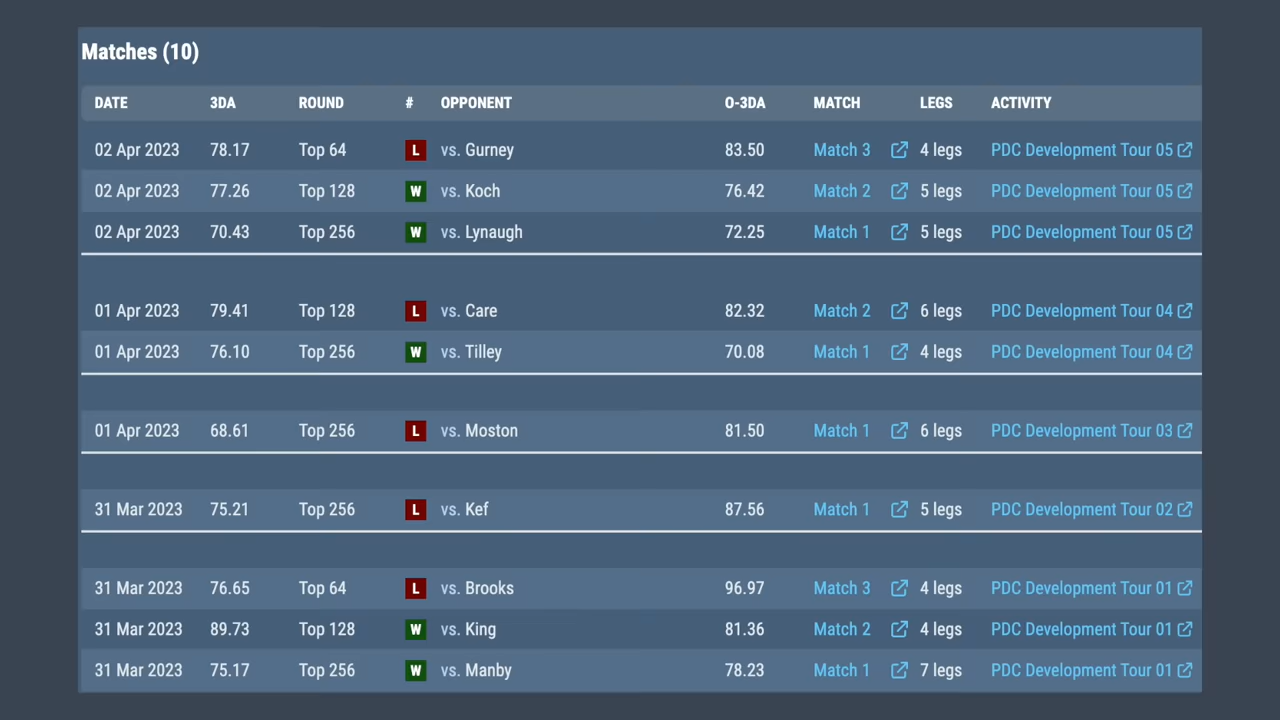 Matches (10)
DATE 3DA ROUND # OPPONENT O-3DA MATCH LEGS ACTIVITY
02 Apr 2023 78.17 Top 64 L vs. Gurney 83.50 Match 3 4 legs PDC Development Tour 05
02 Apr 2023 77.26 Top 128 W vs. Koch 76.42 Match 2 5 legs PDC Development Tour 05
02 Apr 2023 70.43 Top 256 W vs. Lynaugh 72.25 Match 1 5 legs PDC Development Tour 05
01 Apr 2023 79.41 Top 128 L vs. Care 82.32 Match 2 6 legs PDC Development Tour 04
01 Apr 2023 76.10 Top 256 W vs. Tilley 70.08 Match 1 4 legs PDC Development Tour 04
01 Apr 2023 68.61 Top 256 L vs. Moston 81.50 Match 1 6 legs PDC Development Tour 03
31 Mar 2023 75.21 Top 256 L vs. Kef 87.56 Match 1 5 legs PDC Development Tour 02
31 Mar 2023 76.65 Top 64 L vs. Brooks 96.97 Match 3 4 legs PDC Development Tour 01
31 Mar 2023 89.73 Top 128 W vs. King 81.36 Match 2 4 legs PDC Development Tour 01
31 Mar 2023 75.17 Top 256 W vs. Manby 78.23 Match 1 7 legs PDC Development Tour 01